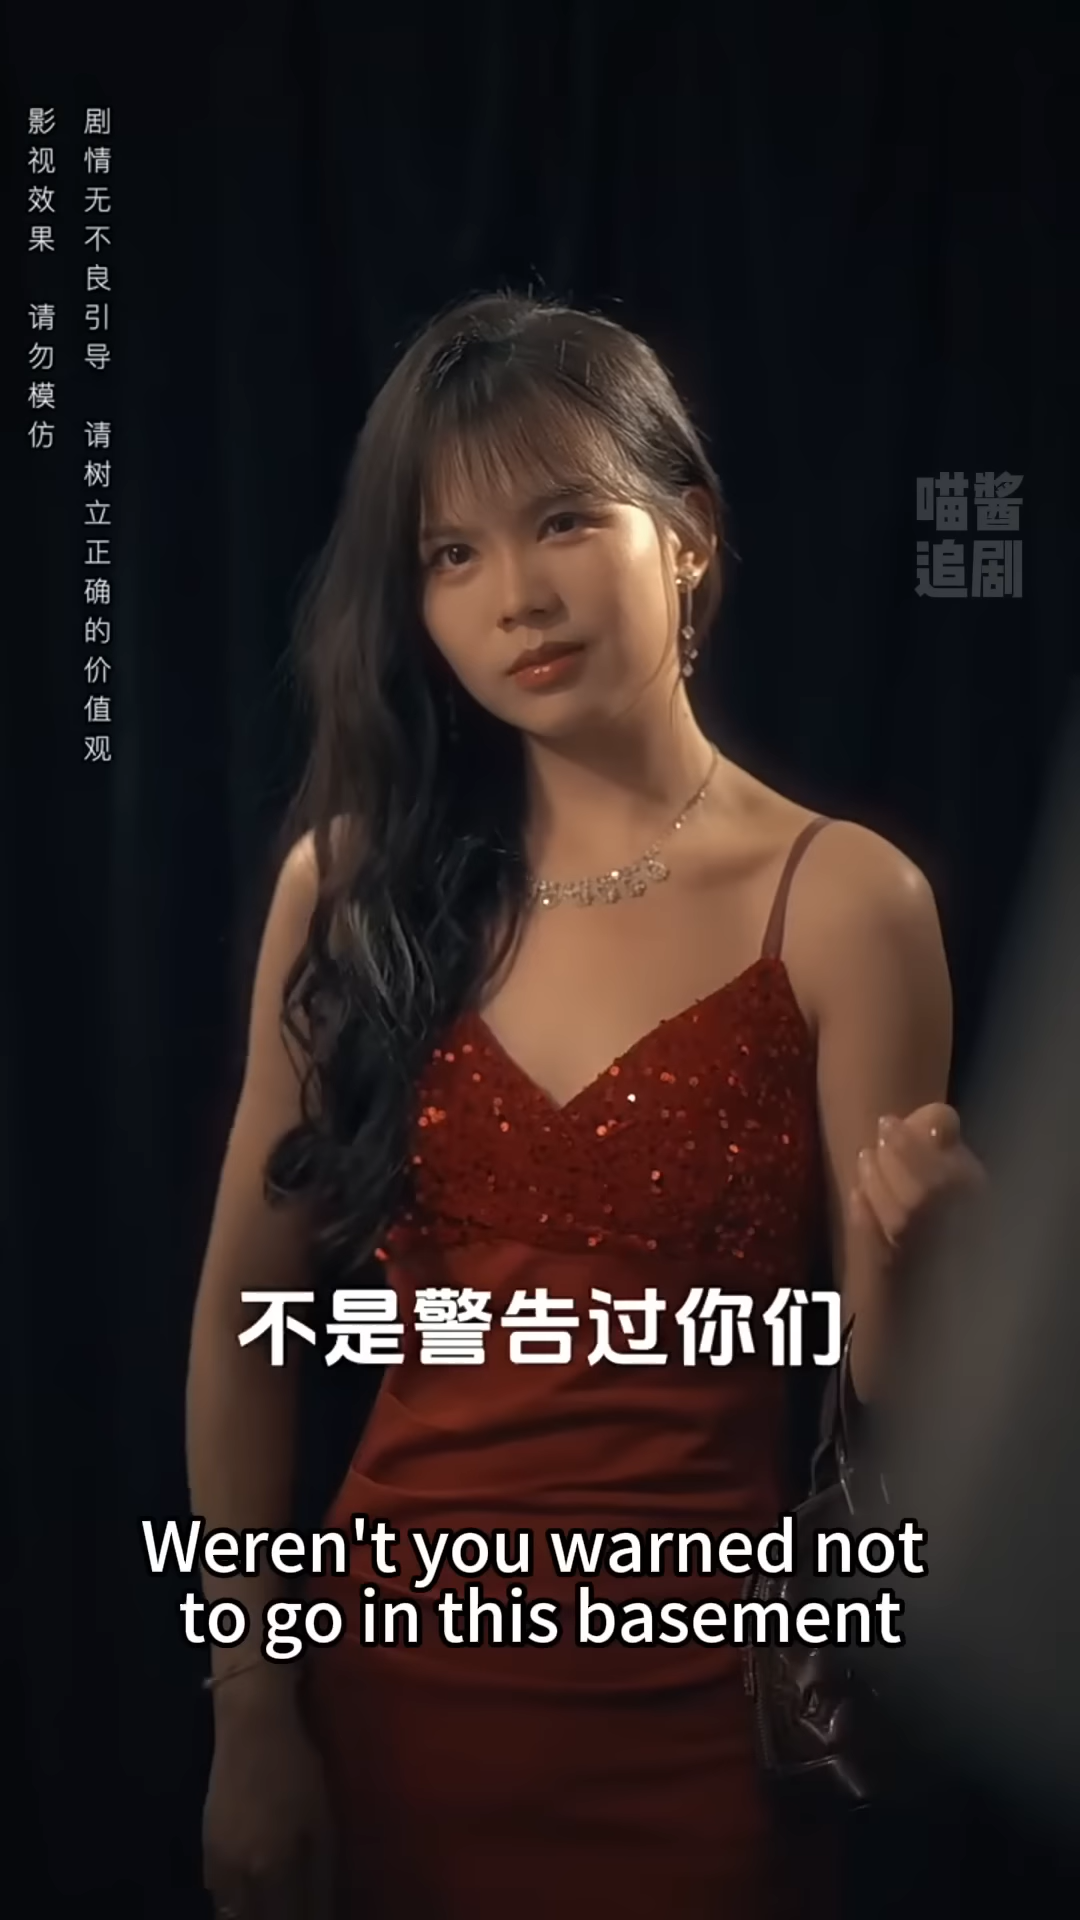 剧情无不良引导 请树立正确的价值观
影视效果 请勿模仿
喵酱
追剧
不是警告过你们
Weren't you warned not
to go in this basement